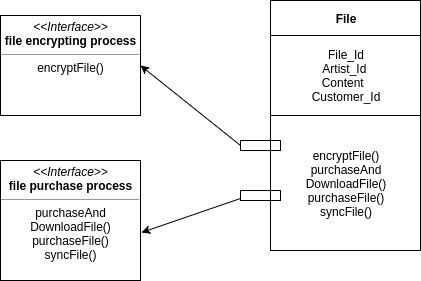 <<Interface>>
file encrypting process
encryptFile()
<<Interface>>
file purchase process
purchaseAnd
DownloadFile()
purchaseFile()
syncFile()
File
File_Id
Artist_Id
Content
Customer_Id
encryptFile()
purchaseAnd
DownloadFile()
purchaseFile()
syncFile()